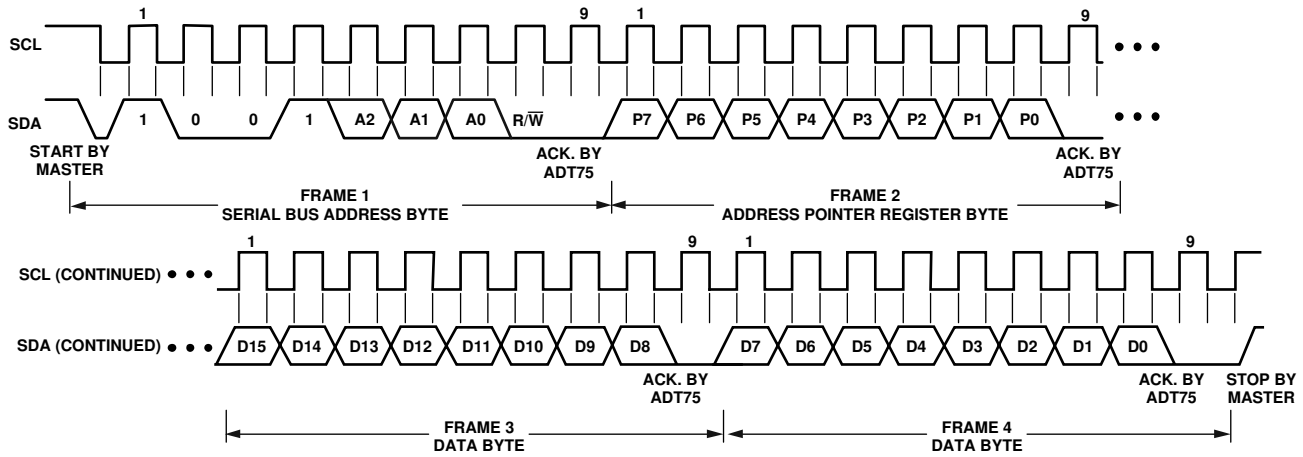 1 9 1 9
SCL
SDA 1 0 0 1 A2 A1 A0 R/W̅ P7 P6 P5 P4 P3 P2 P1 P0
START BY MASTER ACK. BY ADT75 ACK. BY ADT75
FRAME 1 SERIAL BUS ADDRESS BYTE FRAME 2 ADDRESS POINTER REGISTER BYTE
1 9 1 9
SCL (CONTINUED)
SDA (CONTINUED) D15 D14 D13 D12 D11 D10 D9 D8 D7 D6 D5 D4 D3 D2 D1 D0
ACK. BY ADT75 ACK. BY ADT75 STOP BY MASTER
FRAME 3 DATA BYTE FRAME 4 DATA BYTE